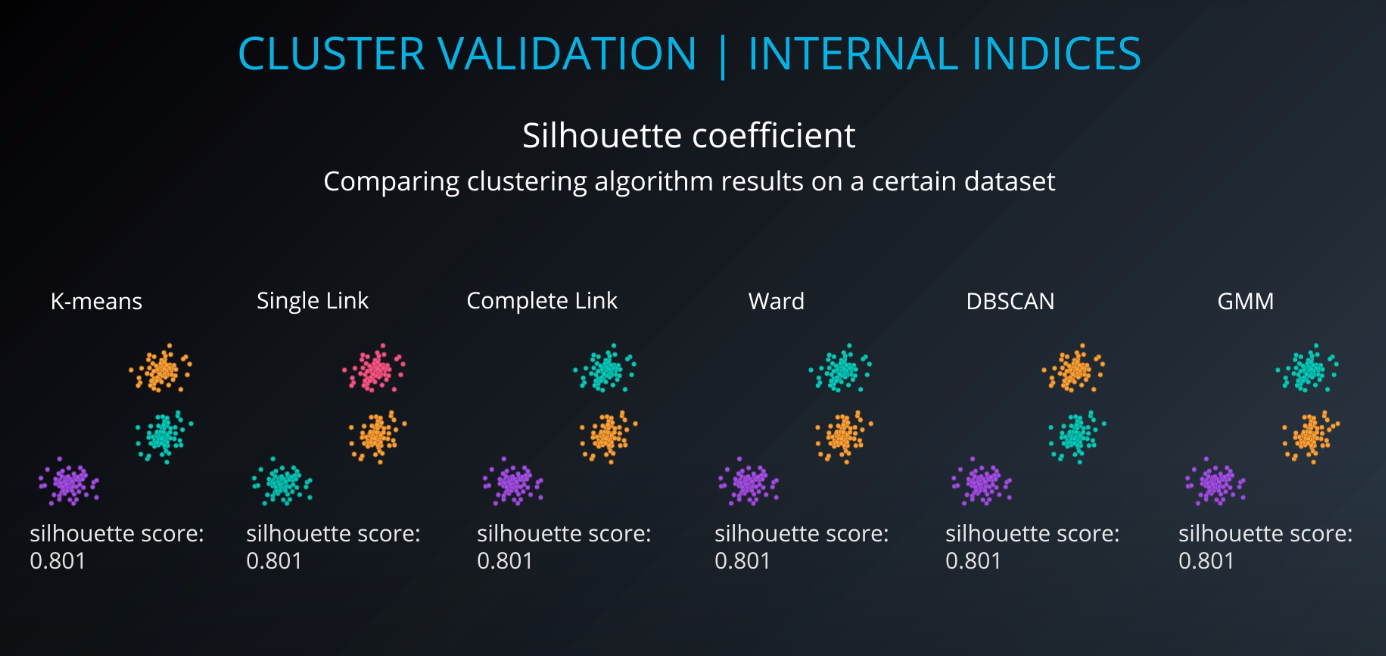 CLUSTER VALIDATION | INTERNAL INDICES
Silhouette coefficient
Comparing clustering algorithm results on a certain dataset
K-means
Single Link
Complete Link
Ward
DBSCAN
GMM
silhouette score:
0.801
silhouette score:
0.801
silhouette score:
0.801
silhouette score:
0.801
silhouette score:
0.801
silhouette score:
0.801